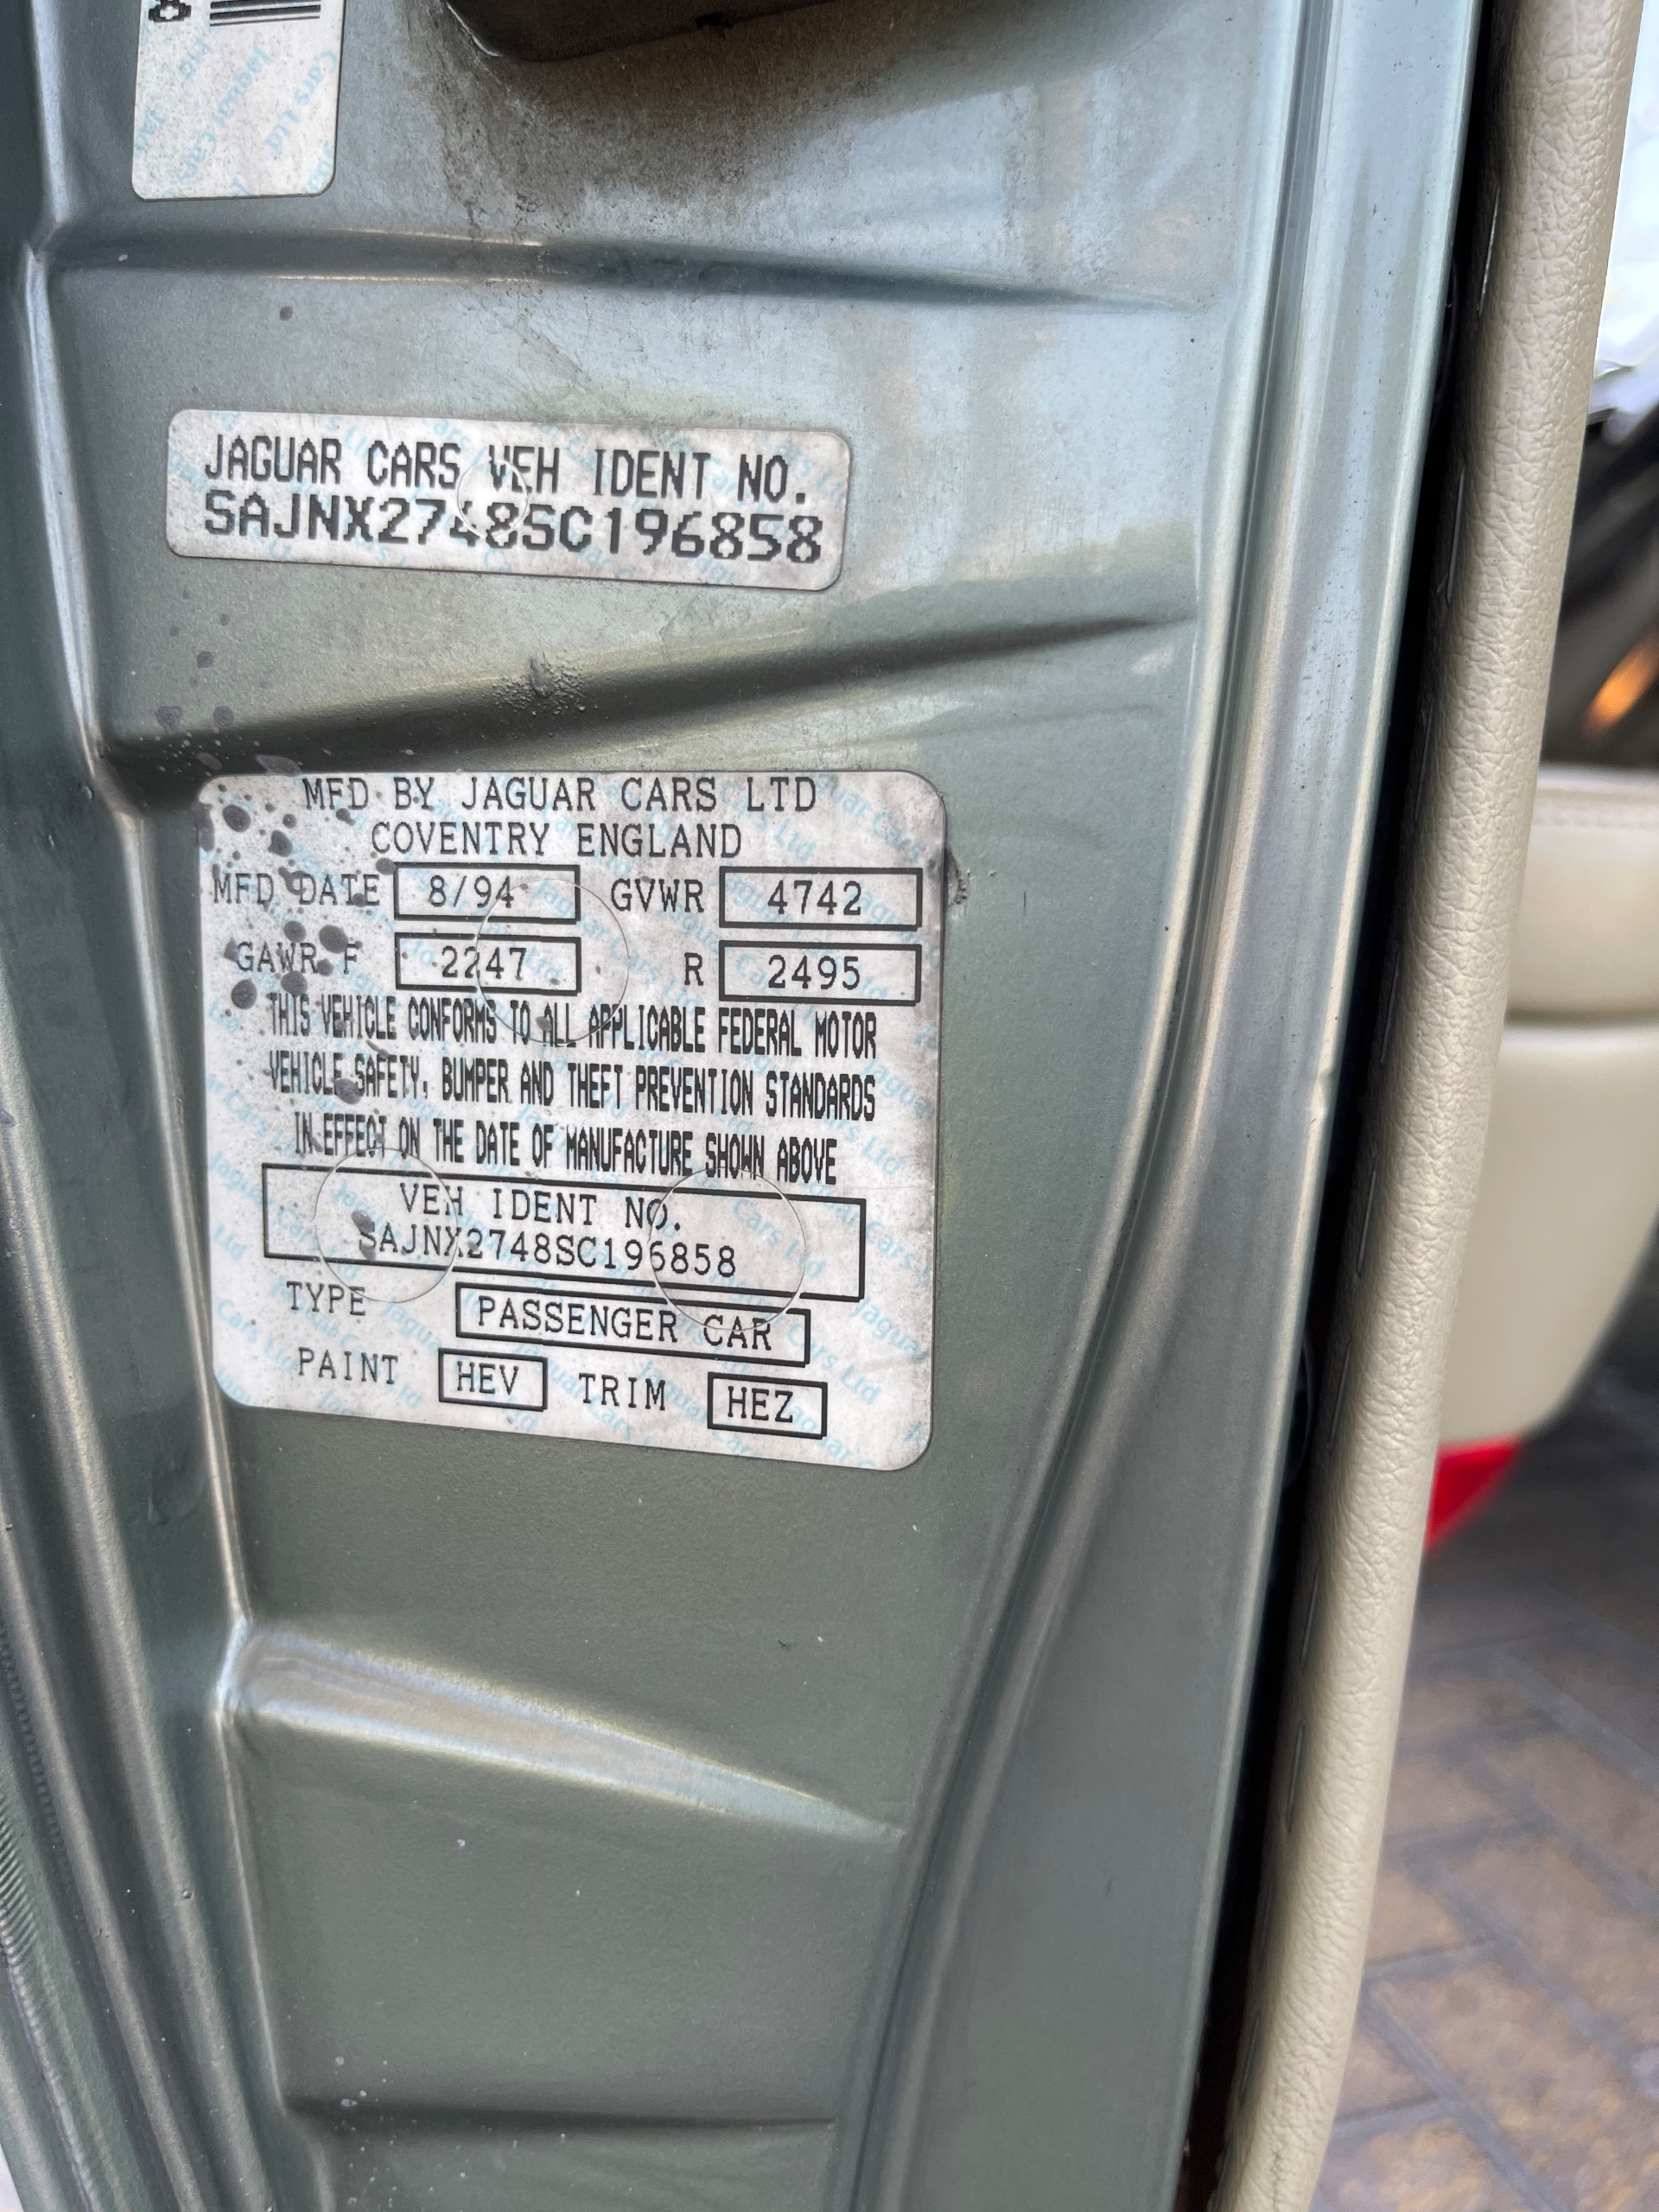 8
JAGUAR CARS VEH IDENT NO.
SAJNX2748SC196858
MFD BY JAGUAR CARS LTD
COVENTRY ENGLAND
MFD DATE 8/94 GVWR 4742
GAWR F 2247 R 2495
THIS VEHICLE CONFORMS TO ALL APPLICABLE FEDERAL MOTOR
VEHICLE SAFETY, BUMPER AND THEFT PREVENTION STANDARDS
IN EFFECT ON THE DATE OF MANUFACTURE SHOWN ABOVE
VEH IDENT NO.
SAJNX2748SC196858
TYPE PASSENGER CAR
PAINT HEV TRIM HEZ